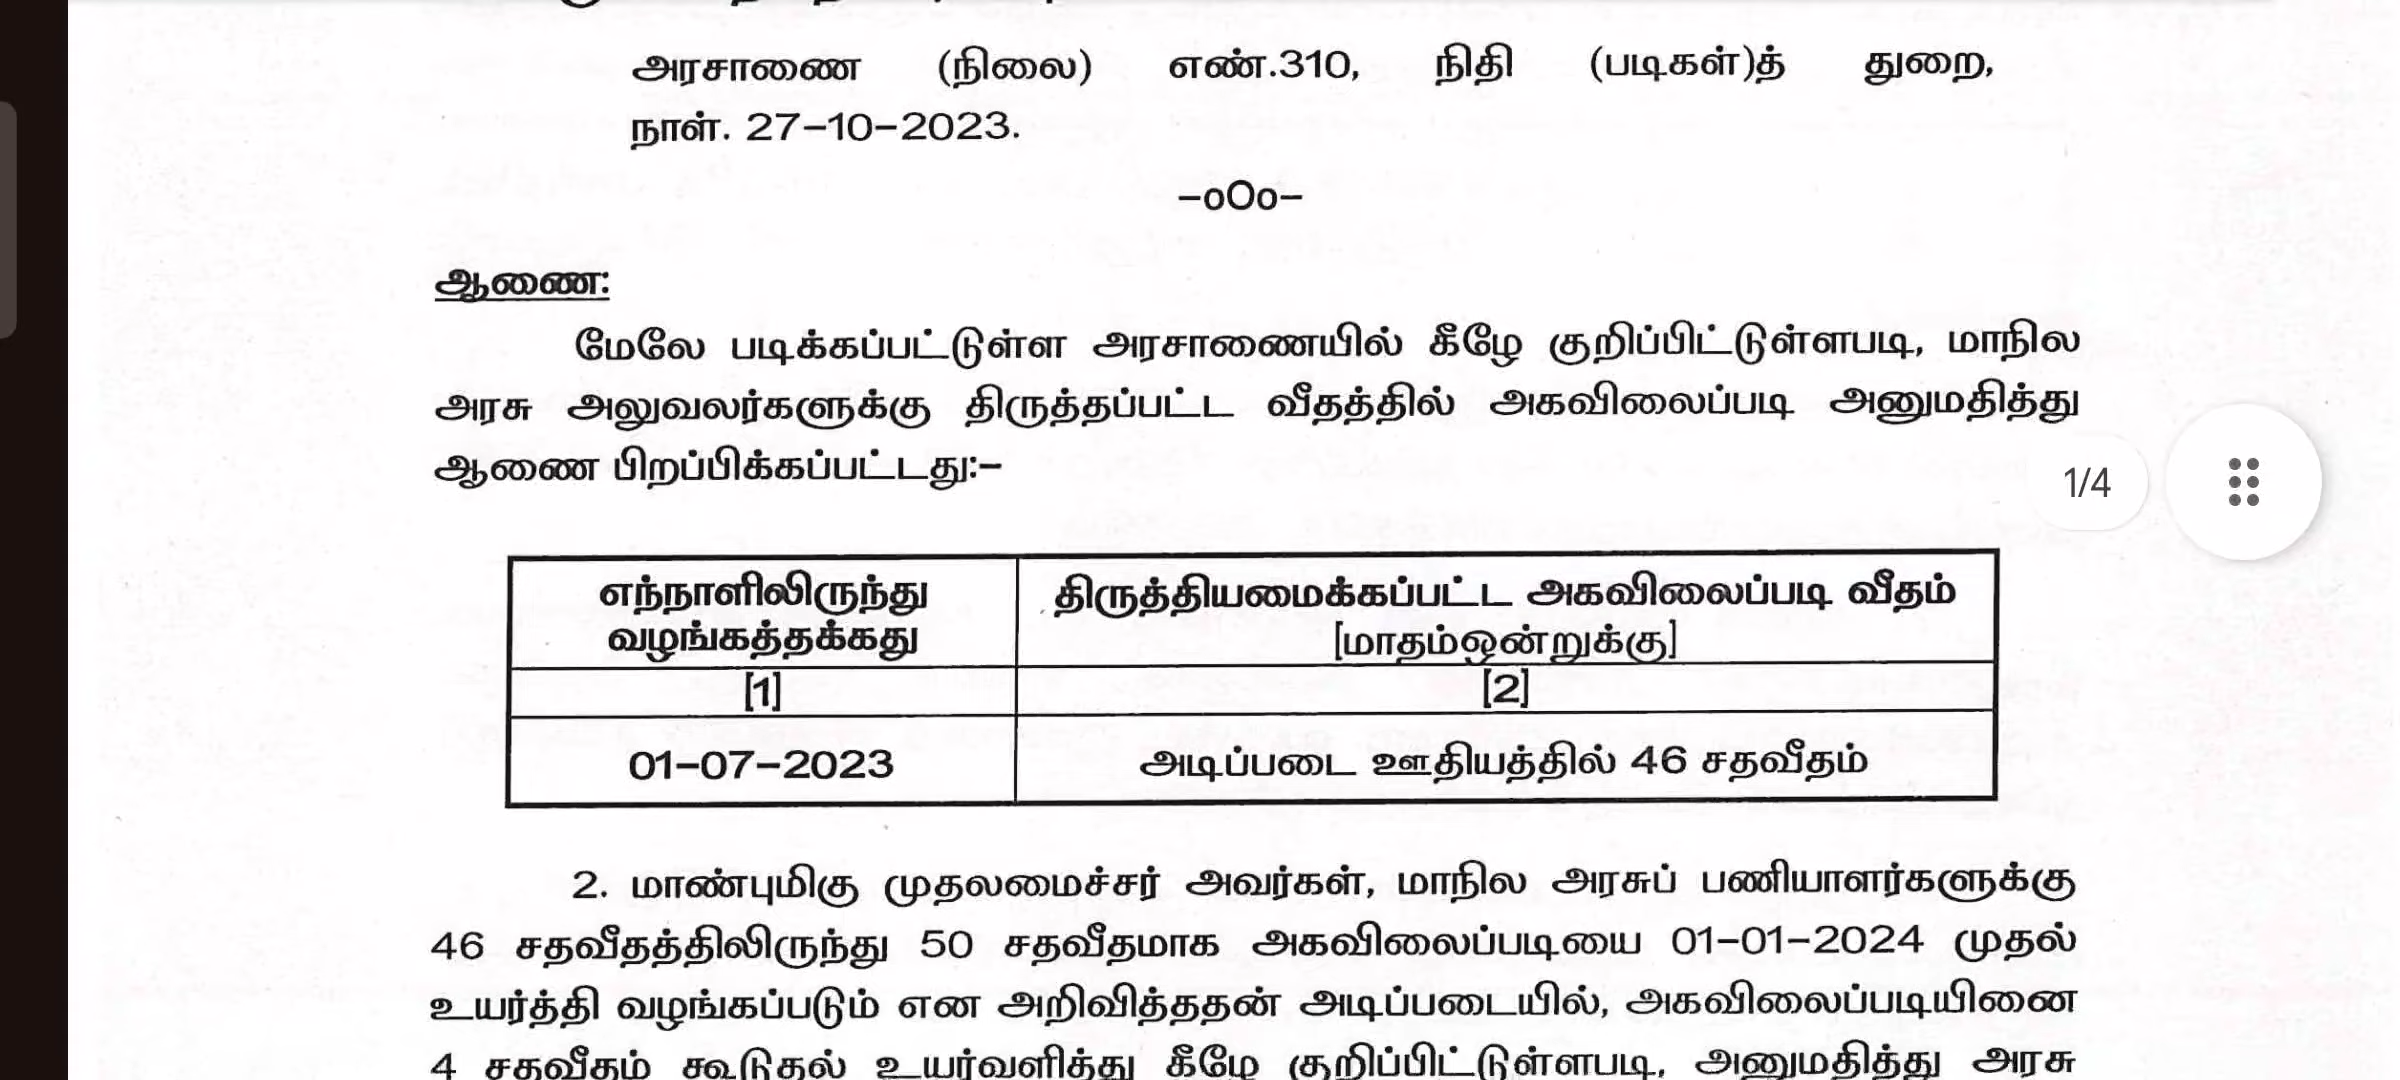 அரசாணை (நிலை) எண்.310, நிதி (படிகள்)த் துறை,
நாள். 27-10-2023.
-oOo-
ஆணை:
மேலே படிக்கப்பட்டுள்ள அரசாணையில் கீழே குறிப்பிட்டுள்ளபடி, மாநில
அரசு அலுவலர்களுக்கு திருத்தப்பட்ட வீதத்தில் அகவிலைப்படி அனுமதித்து
ஆணை பிறப்பிக்கப்பட்டது:-
1/4
எந்நாளிலிருந்து
வழங்கத்தக்கது
திருத்தியமைக்கப்பட்ட அகவிலைப்படி வீதம்
[மாதம்ஒன்றுக்கு]
[1]
[2]
01-07-2023
அடிப்படை ஊதியத்தில் 46 சதவீதம்
2. மாண்புமிகு முதலமைச்சர் அவர்கள், மாநில அரசுப் பணியாளர்களுக்கு
46 சதவீதத்திலிருந்து 50 சதவீதமாக அகவிலைப்படியை 01-01-2024 முதல்
உயர்த்தி வழங்கப்படும் என அறிவித்ததன் அடிப்படையில், அகவிலைப்படியினை
4 சதவீதம் கூடுதல் உயர்வளித்து கீழே குறிப்பிட்டுள்ளபடி, அனுமதித்து அரசு